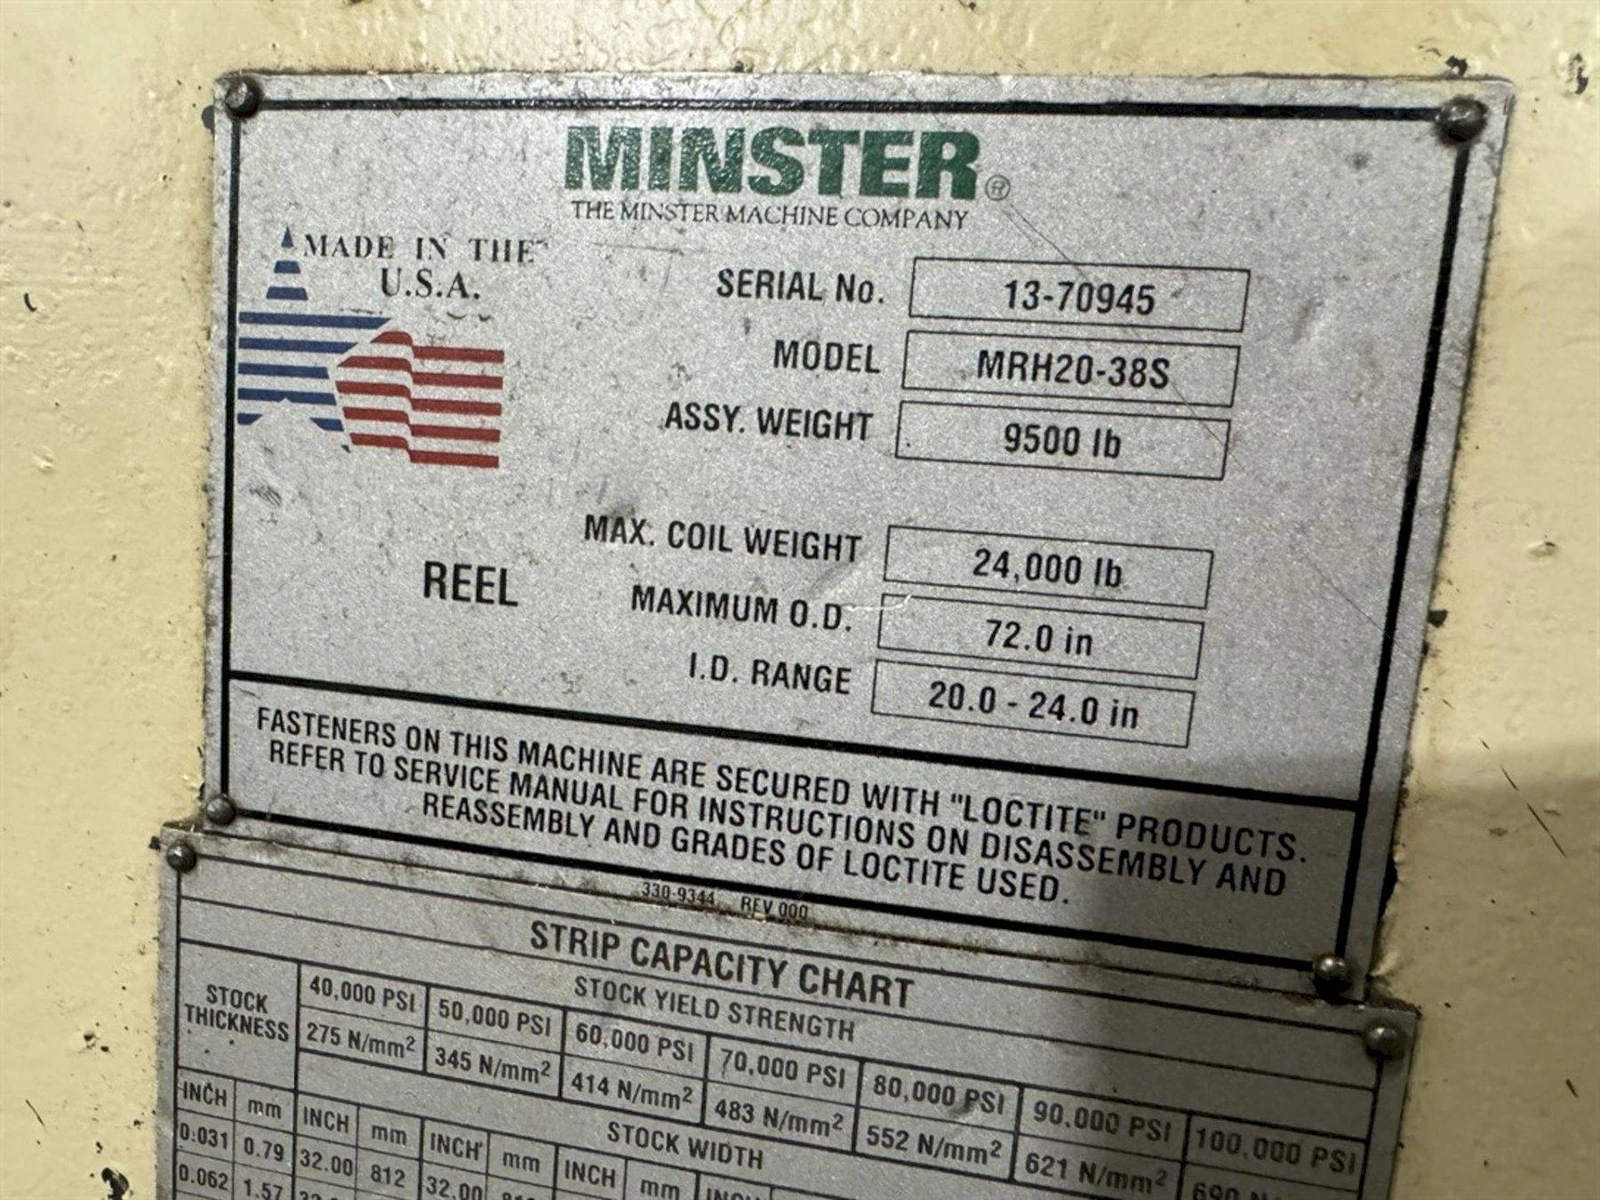 MINSTER®
THE MINSTER MACHINE COMPANY
MADE IN THE
U.S.A.
SERIAL No. 13-70945
MODEL MRH20-38S
ASSY. WEIGHT 9500 lb
REEL
MAX. COIL WEIGHT 24,000 lb
MAXIMUM O.D. 72.0 in
I.D. RANGE 20.0 - 24.0 in
FASTENERS ON THIS MACHINE ARE SECURED WITH "LOCTITE" PRODUCTS.
REFER TO SERVICE MANUAL FOR INSTRUCTIONS ON DISASSEMBLY AND
REASSEMBLY AND GRADES OF LOCTITE USED.
330-9344 REV 000
STRIP CAPACITY CHART
STOCK YIELD STRENGTH
STOCK
THICKNESS
40,000 PSI 50,000 PSI 60,000 PSI 70,000 PSI 80,000 PSI 90,000 PSI 100,000 PSI
275 N/mm² 345 N/mm² 414 N/mm² 483 N/mm² 552 N/mm² 621 N/mm² 690
STOCK WIDTH
INCH mm INCH mm INCH mm INCH mm
0.031 0.79 32.00 812 32.00
0.062 1.57